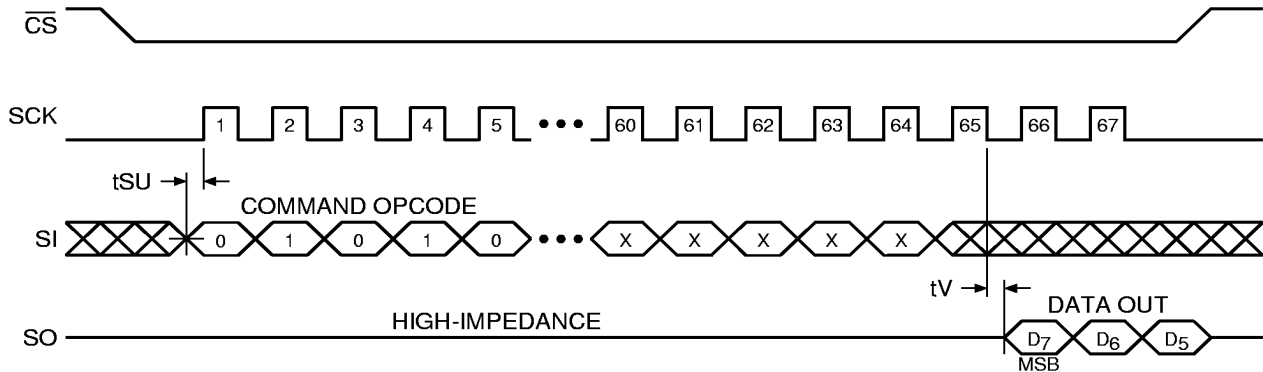 CS
SCK 1 2 3 4 5 ••• 60 61 62 63 64 65 66 67
tSU
COMMAND OPCODE
SI 0 1 0 1 0 ••• X X X X X
tV
DATA OUT
HIGH-IMPEDANCE
SO D7 D6 D5
MSB